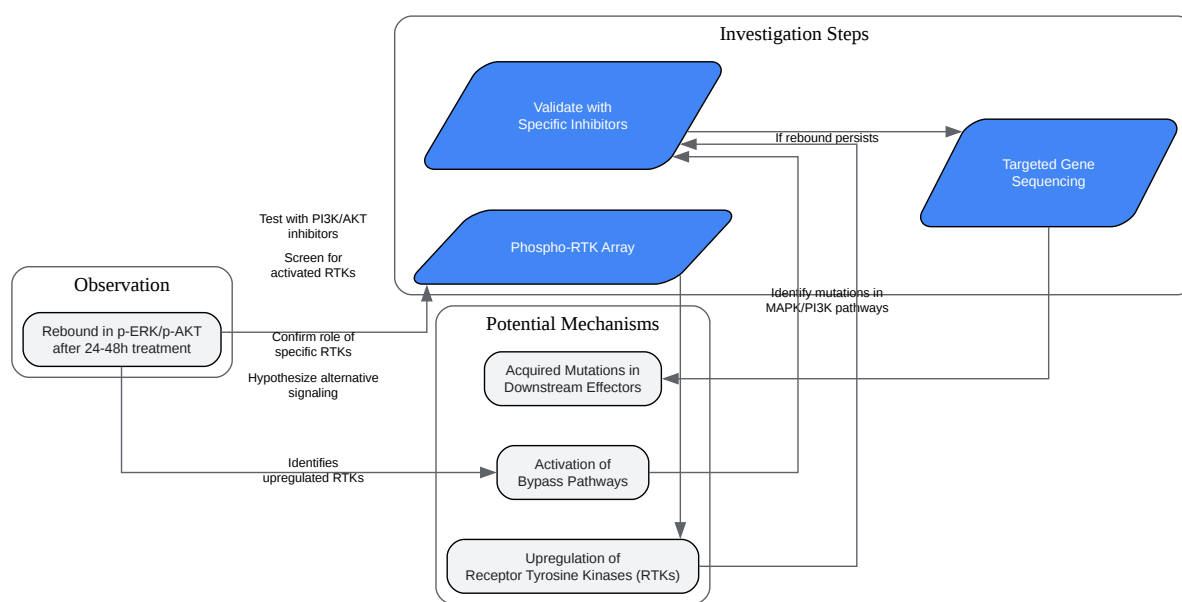 Investigation Steps
Validate with
Specific Inhibitors
If rebound persists
Targeted Gene
Sequencing
Test with PI3K/AKT
inhibitors
Phospho-RTK Array
Screen for
activated RTKs
Observation
Identify mutations in
MAPK/PI3K pathways
Rebound in p-ERK/p-AKT
after 24-48h treatment
Confirm role of
specific RTKs
Potential Mechanisms
Hypothesize alternative
signaling
Acquired Mutations in
Downstream Effectors
Identifies
upregulated RTKs
Activation of
Bypass Pathways
Upregulation of
Receptor Tyrosine Kinases (RTKs)